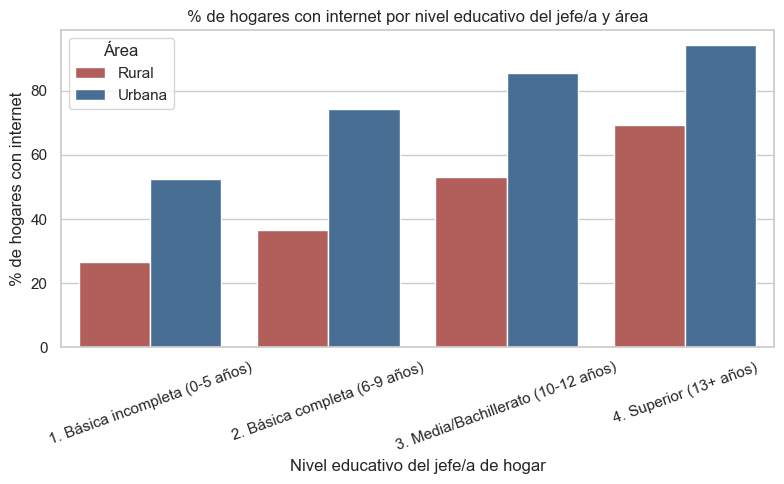 % de hogares con internet por nivel educativo del jefe/a y área
Área
Rural
Urbana
% de hogares con internet
80
60
40
20
0
1. Básica incompleta (0-5 años)
2. Básica completa (6-9 años)
3. Media/Bachillerato (10-12 años)
4. Superior (13+ años)
Nivel educativo del jefe/a de hogar